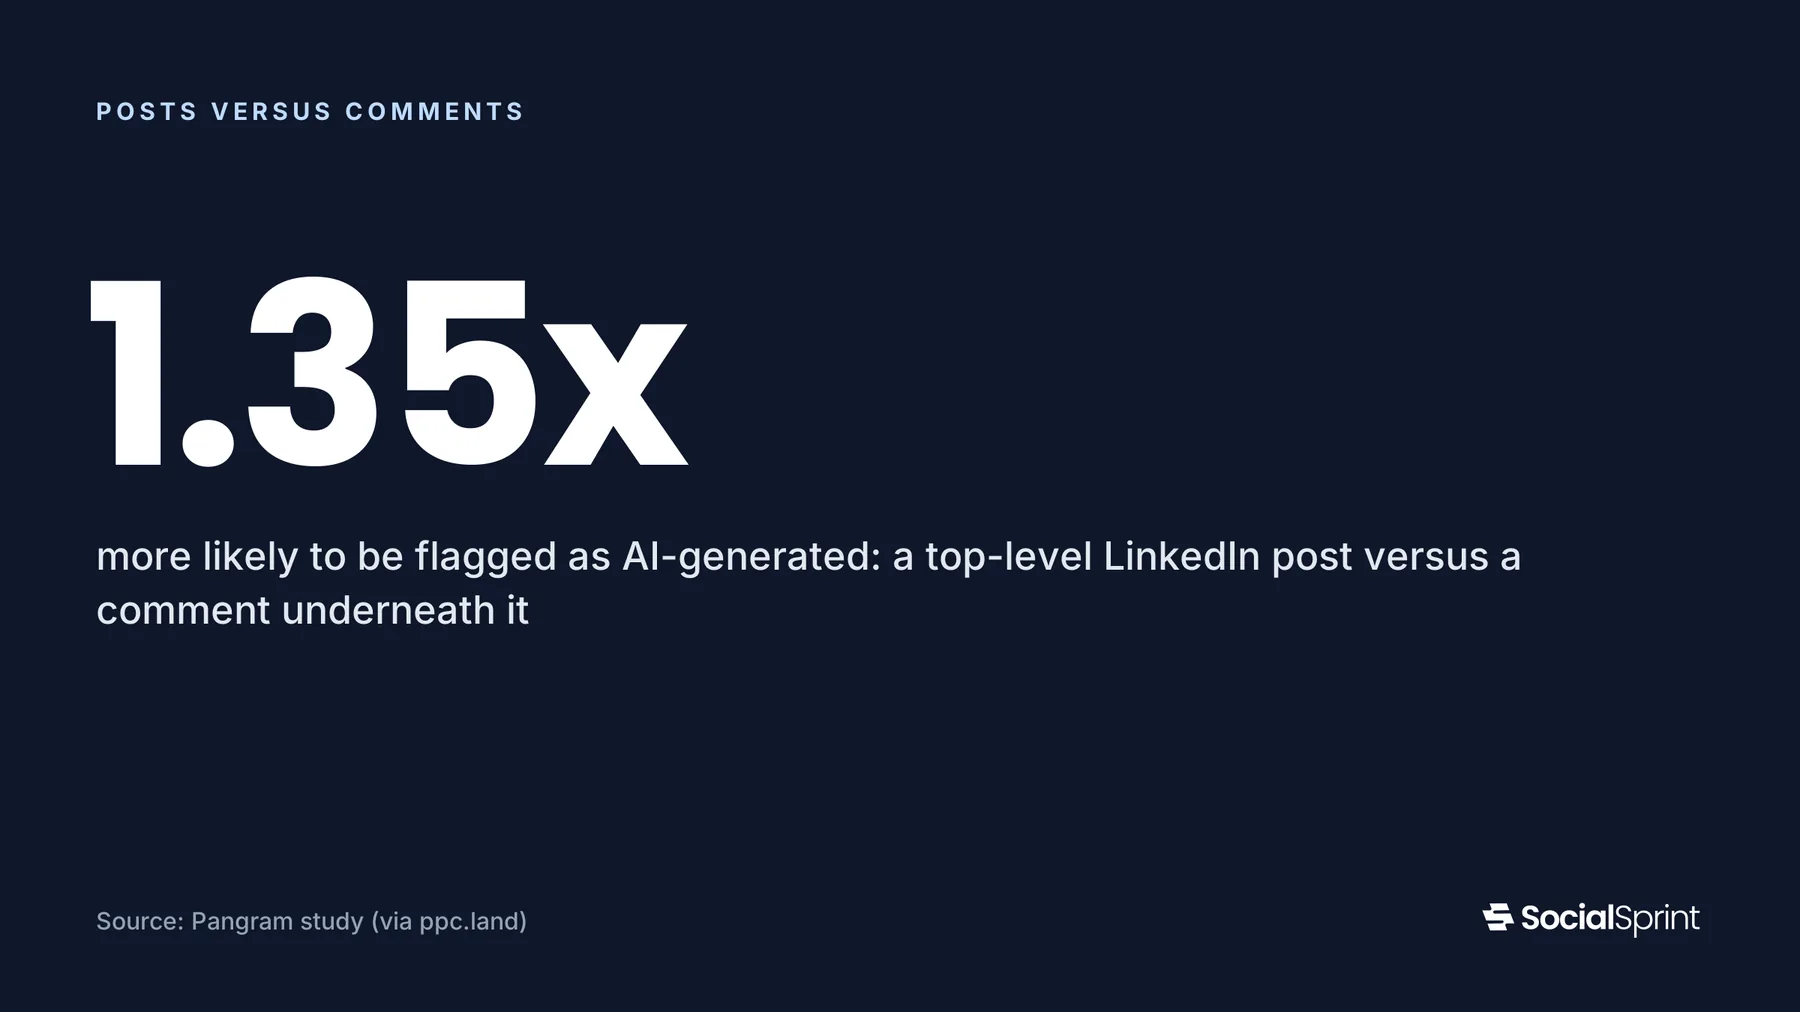 POSTS VERSUS COMMENTS
1.35x
more likely to be flagged as AI-generated: a top-level LinkedIn post versus a
comment underneath it
Source: Pangram study (via ppc.land)
SocialSprint